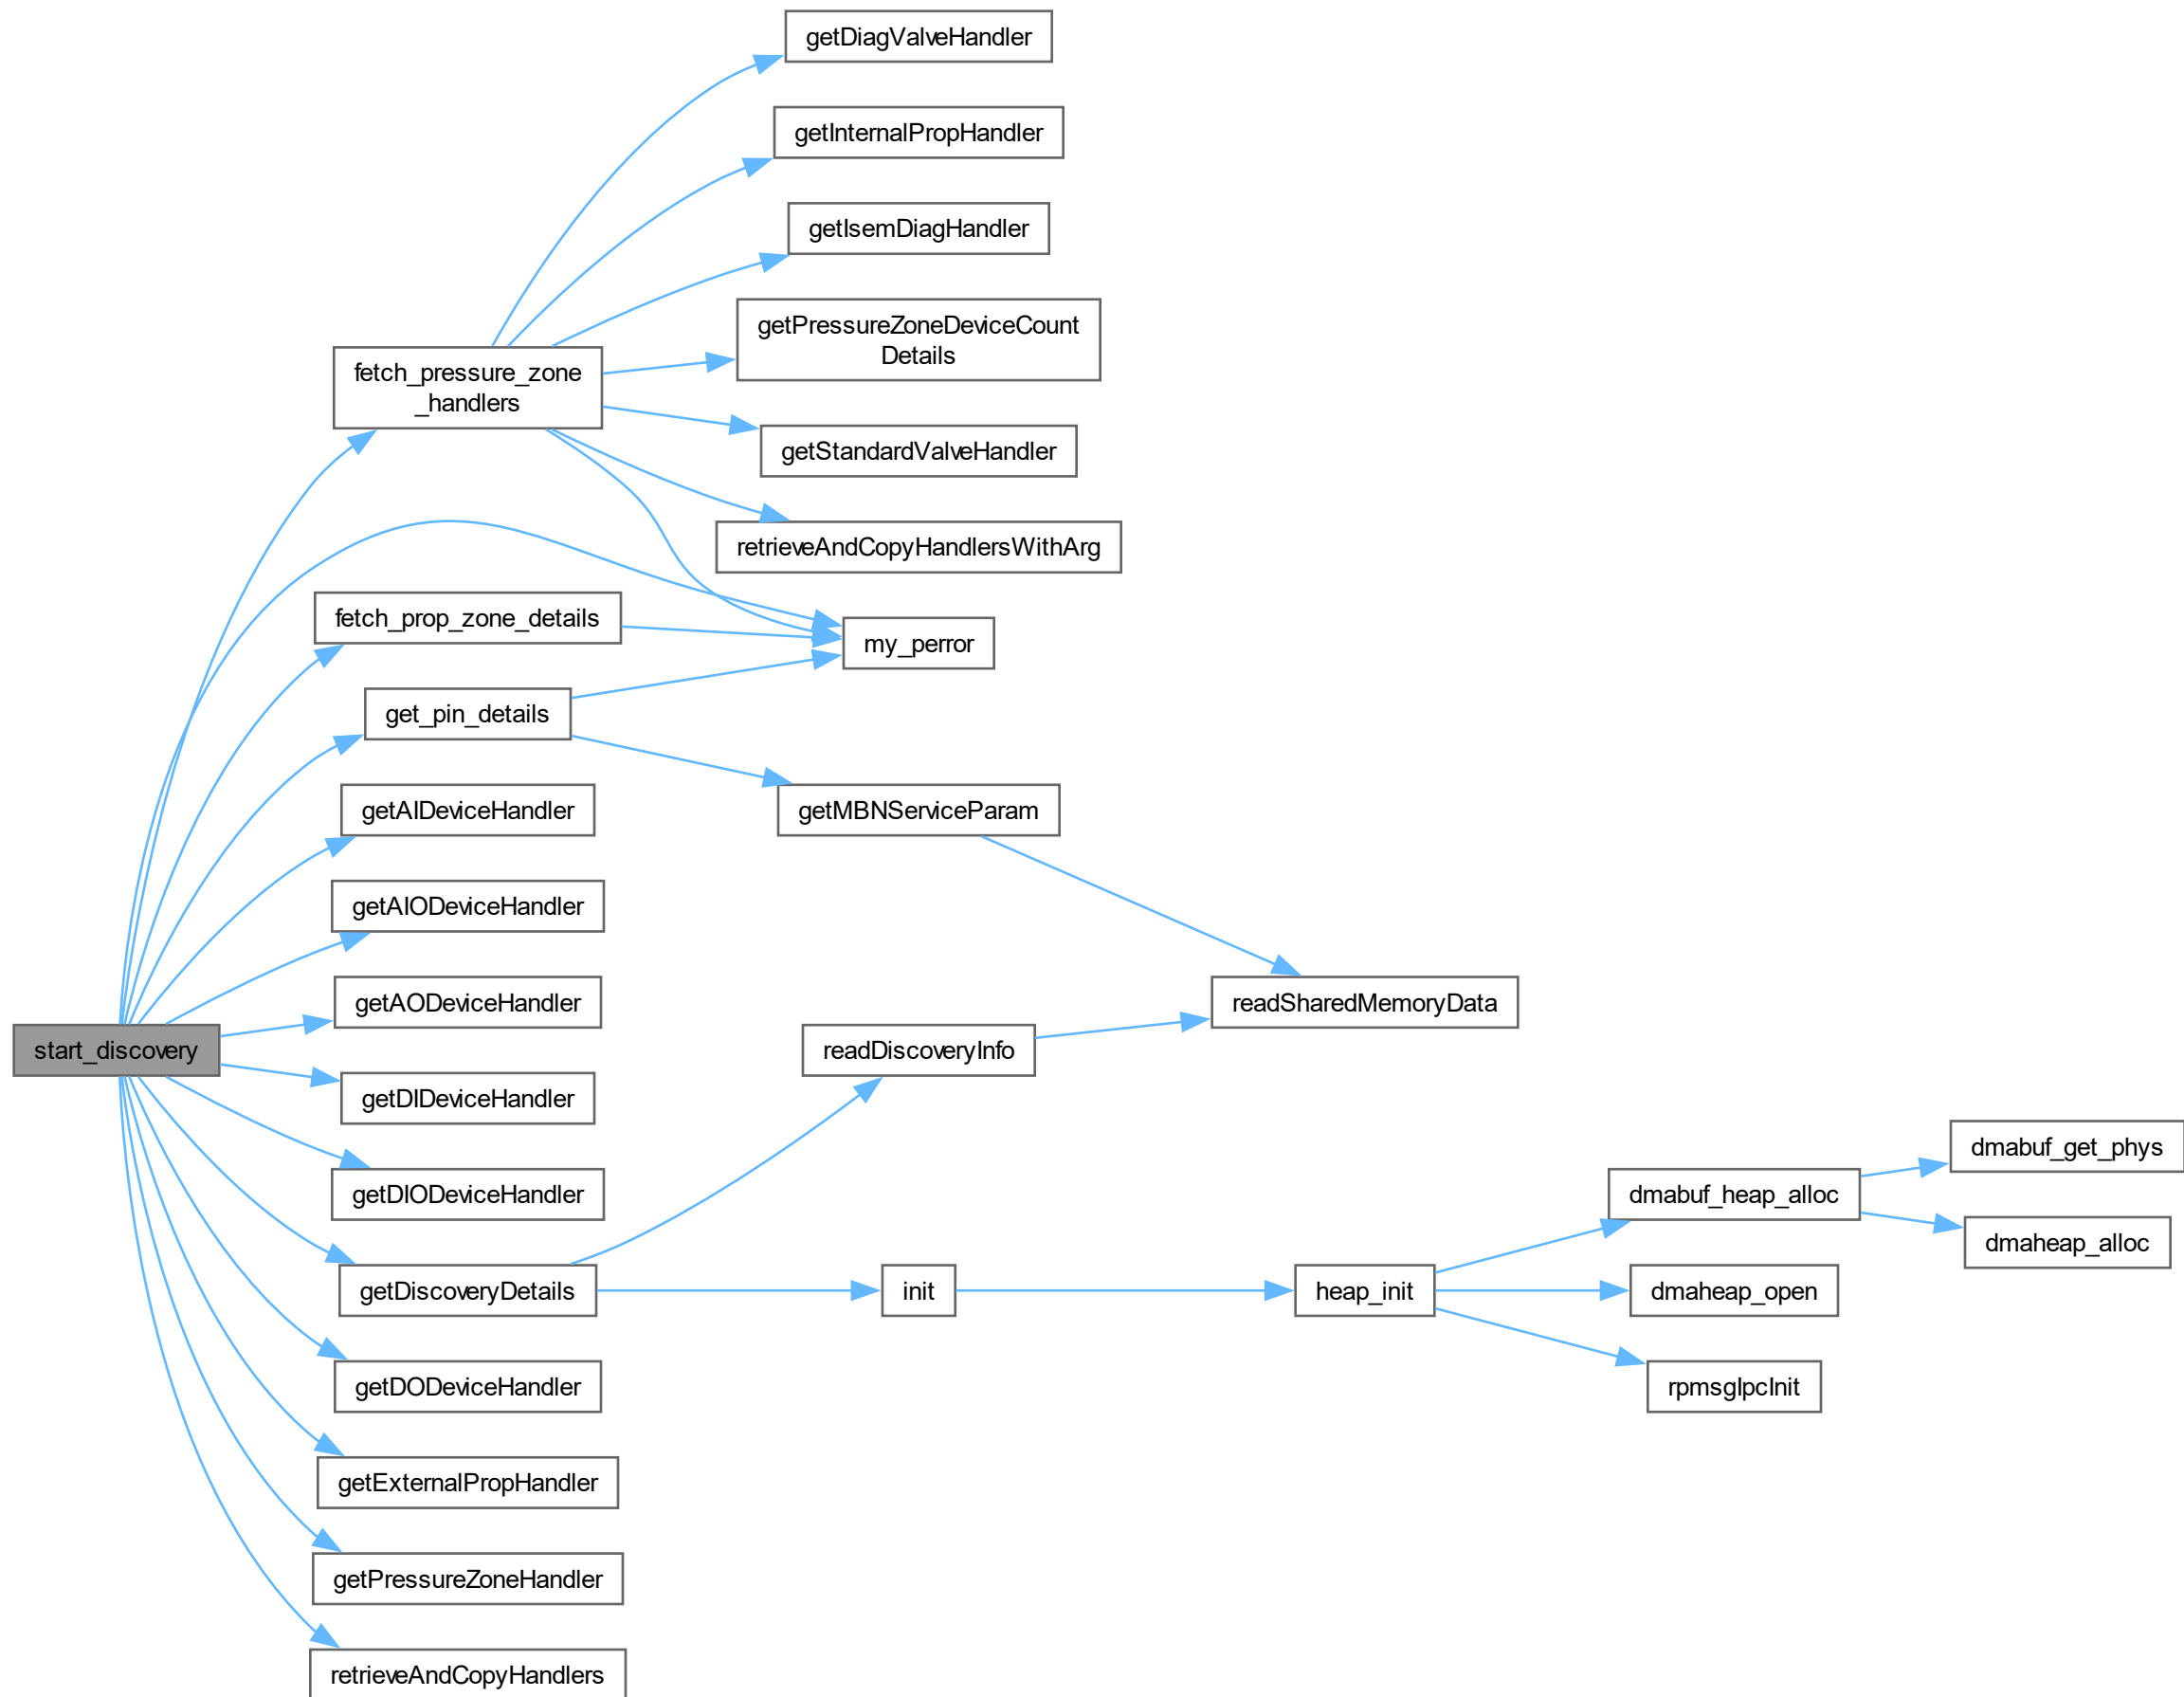 getDiagValveHandler
getInternalPropHandler
getIsemDiagHandler
getPressureZoneDeviceCount
Details
fetch_pressure_zone
_handlers
getStandardValveHandler
retrieveAndCopyHandlersWithArg
fetch_prop_zone_details
my_perror
get_pin_details
getAIDeviceHandler
getMBNServiceParam
getAIODeviceHandler
getAODeviceHandler
readSharedMemoryData
start_discovery
readDiscoveryInfo
getDIDeviceHandler
dmabuf_get_phys
getDIODeviceHandler
dmabuf_heap_alloc
dmaheap_alloc
getDiscoveryDetails
init
heap_init
dmaheap_open
getDODeviceHandler
rpmsgIpcInit
getExternalPropHandler
getPressureZoneHandler
retrieveAndCopyHandlers